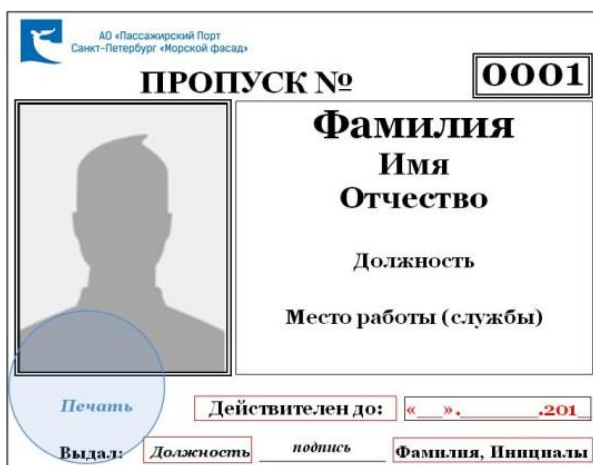 АО «Пассажирский Порт
Санкт-Петербург «Морской фасад»
ПРОПУСК № 0001
Фамилия
Имя
Отчество
Должность
Место работы (службы)
Печать
Действителен до: «__».______.201_
Выдал: Должность подпись Фамилия, Инициалы